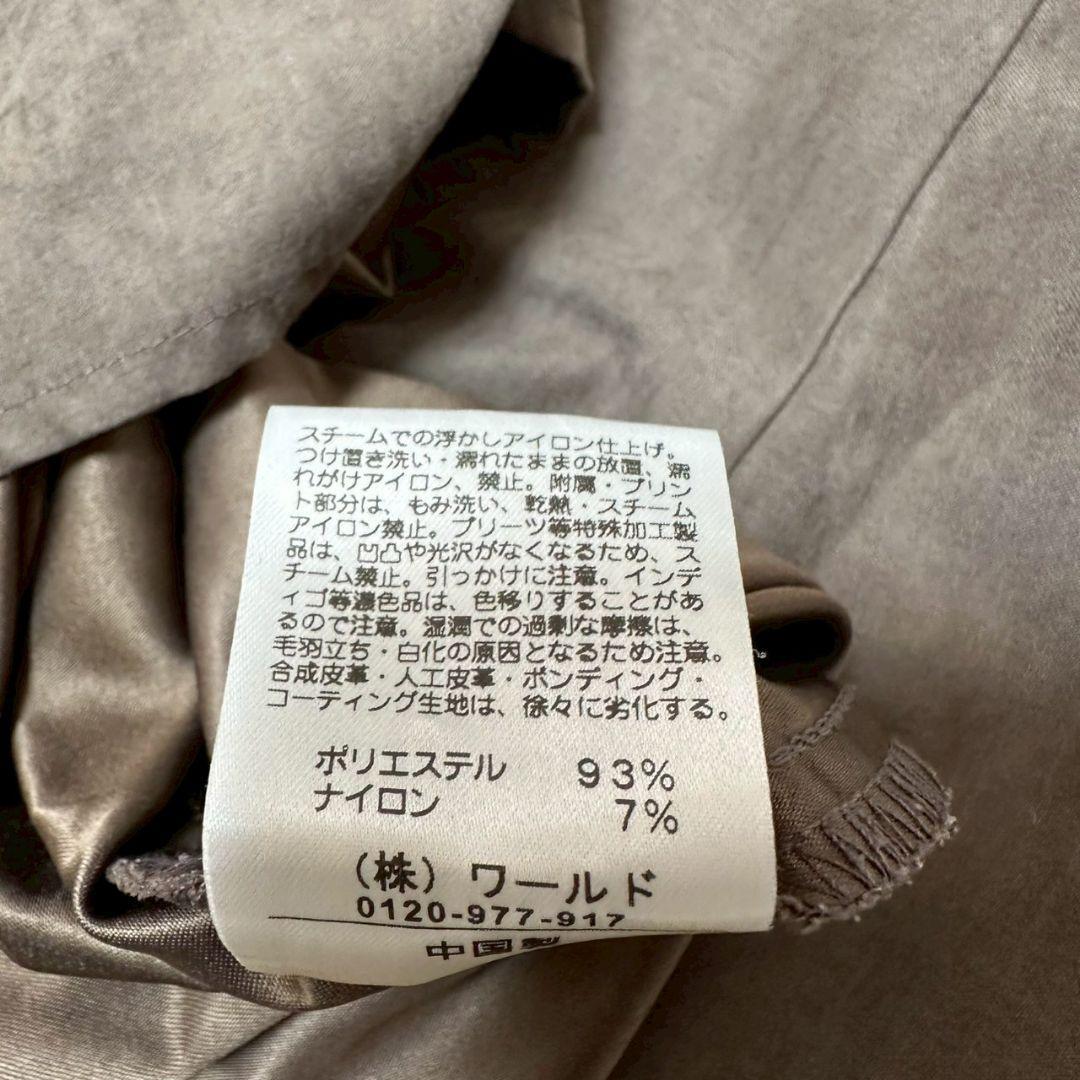 スチームでの浮かしアイロン仕上げ。
つけ置き洗い・濡れたままの放置、濡
れがけアイロン、禁止。附属・プリン
ト部分は、もみ洗い、乾熱・スチーム
アイロン禁止。プリーツ等特殊加工製
品は、凹凸や光沢がなくなるため、ス
チーム禁止。引っかけに注意。インデ
ィゴ等濃色品は、色移りすることがあ
るので注意。湿潤での過剰な摩擦は、
毛羽立ち・白化の原因となるため注意。
合成皮革・人工皮革・ボンディング・
コーティング生地は、徐々に劣化する。
ポリエステル 93%
ナイロン 7%
(株) ワールド
0120-977-917
中国製